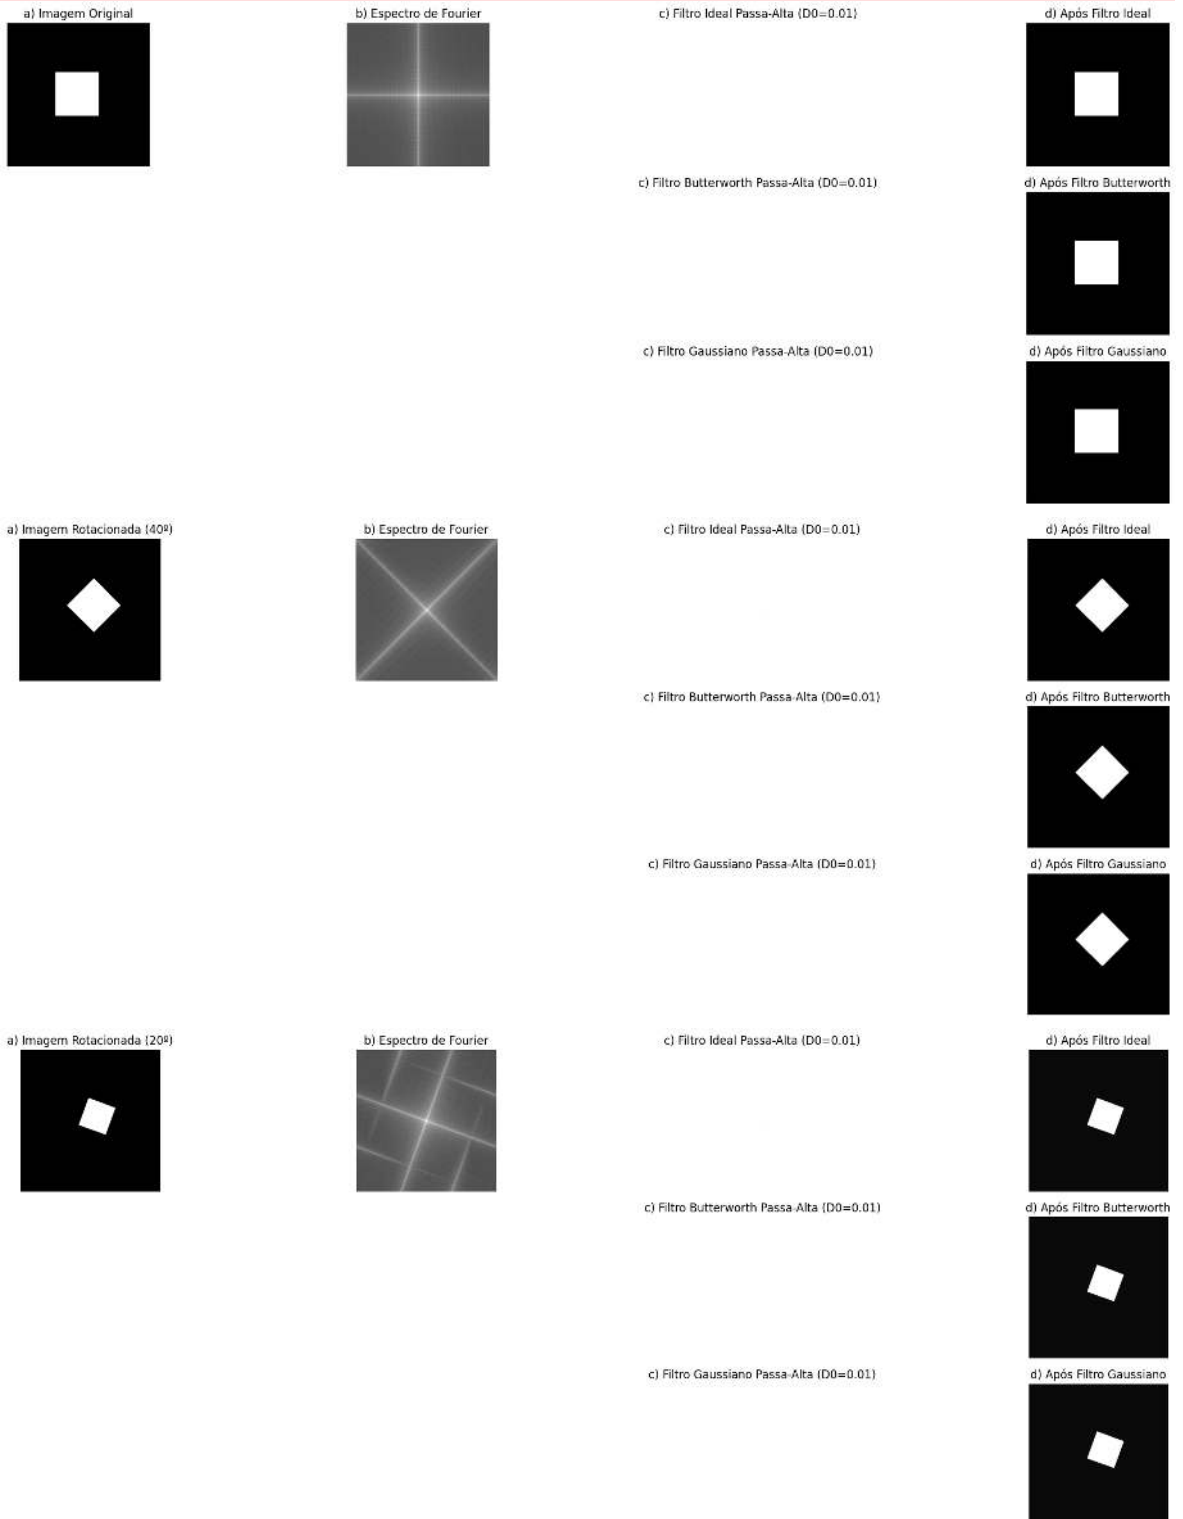 a) Imagem Original
b) Espectro de Fourier
c) Filtro Ideal Passa-Alta (D0=0.01)
d) Após Filtro Ideal
c) Filtro Butterworth Passa-Alta (D0=0.01)
d) Após Filtro Butterworth
c) Filtro Gaussiano Passa-Alta (D0=0.01)
d) Após Filtro Gaussiano
a) Imagem Rotacionada (40º)
b) Espectro de Fourier
c) Filtro Ideal Passa-Alta (D0=0.01)
d) Após Filtro Ideal
c) Filtro Butterworth Passa-Alta (D0=0.01)
d) Após Filtro Butterworth
c) Filtro Gaussiano Passa-Alta (D0=0.01)
d) Após Filtro Gaussiano
a) Imagem Rotacionada (20º)
b) Espectro de Fourier
c) Filtro Ideal Passa-Alta (D0=0.01)
d) Após Filtro Ideal
c) Filtro Butterworth Passa-Alta (D0=0.01)
d) Após Filtro Butterworth
c) Filtro Gaussiano Passa-Alta (D0=0.01)
d) Após Filtro Gaussiano